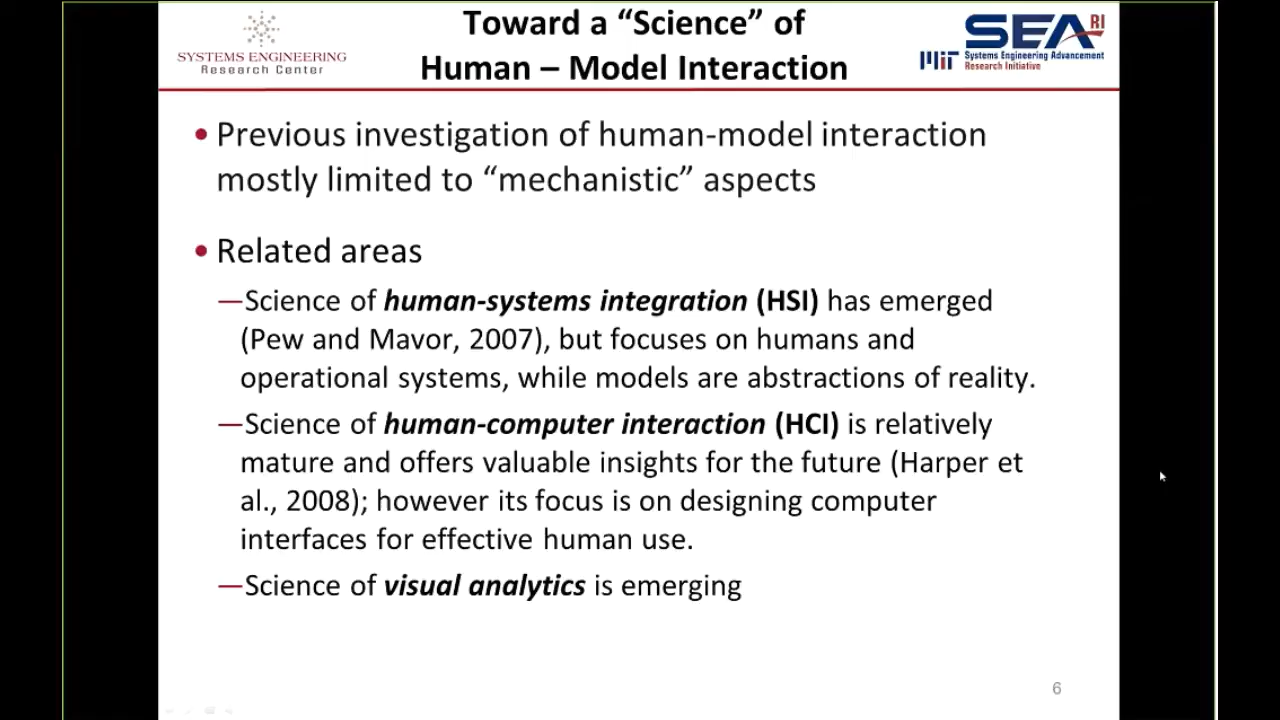 Toward a “Science” of
Human – Model Interaction
SYSTEMS ENGINEERING
Research Center
SEARI
MIT Systems Engineering Advancement
Research Initiative
• Previous investigation of human-model interaction
mostly limited to “mechanistic” aspects
• Related areas
—Science of human-systems integration (HSI) has emerged
(Pew and Mavor, 2007), but focuses on humans and
operational systems, while models are abstractions of reality.
—Science of human-computer interaction (HCI) is relatively
mature and offers valuable insights for the future (Harper et
al., 2008); however its focus is on designing computer
interfaces for effective human use.
—Science of visual analytics is emerging
6